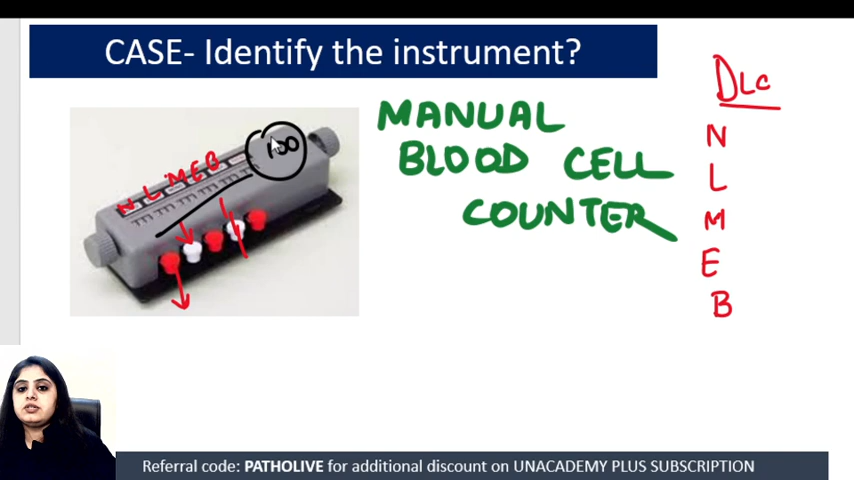 CASE- Identify the instrument?
MANUAL
BLOOD CELL
COUNTER
N L M E B
100
DLC
N
L
M
E
B
Referral code: PATHOLIVE for additional discount on UNACADEMY PLUS SUBSCRIPTION